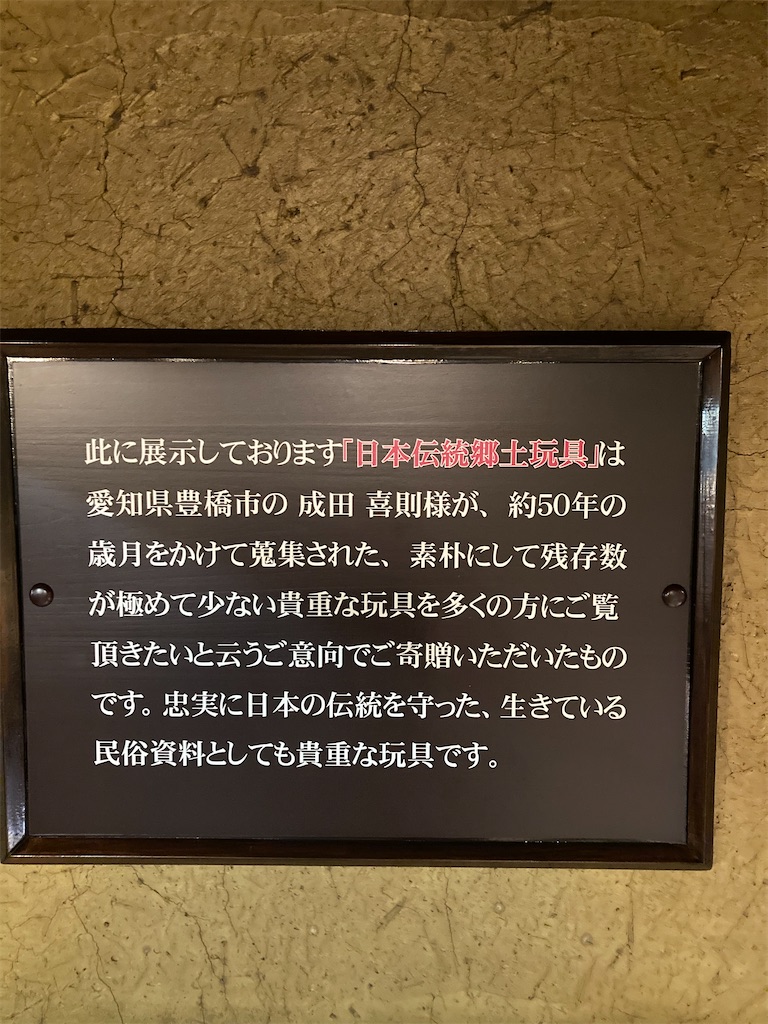 此に展示しております「日本伝統郷土玩具」は
愛知県豊橋市の 成田 喜則様が、約50年の
歳月をかけて蒐集された、素朴にして残存数
が極めて少ない貴重な玩具を多くの方にご覧
頂きたいと云うご意向でご寄贈いただいたもの
です。忠実に日本の伝統を守った、生きている
民俗資料としても貴重な玩具です。